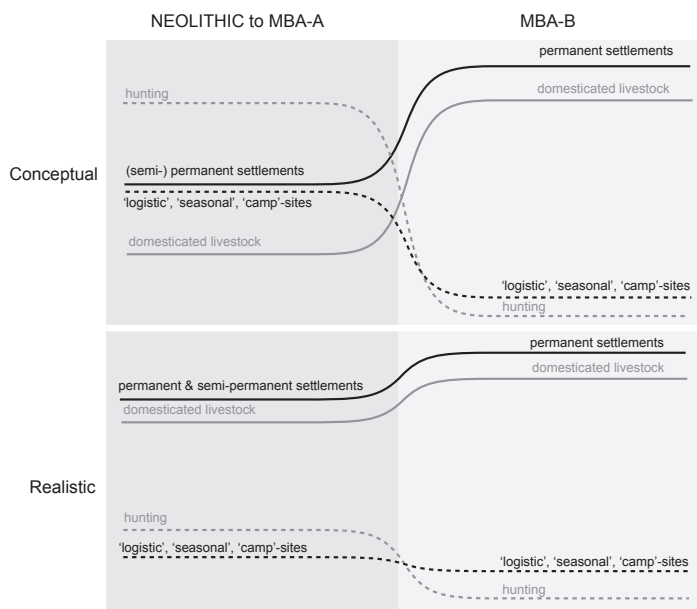 NEOLITHIC to MBA-A
MBA-B
permanent settlements
hunting
domesticated livestock
Conceptual
(semi-) permanent settlements
‘logistic’, ‘seasonal’, ‘camp’-sites
domesticated livestock
‘logistic’, ‘seasonal’, ‘camp’-sites
hunting
permanent settlements
domesticated livestock
permanent & semi-permanent settlements
domesticated livestock
Realistic
hunting
‘logistic’, ‘seasonal’, ‘camp’-sites
‘logistic’, ‘seasonal’, ‘camp’-sites
hunting